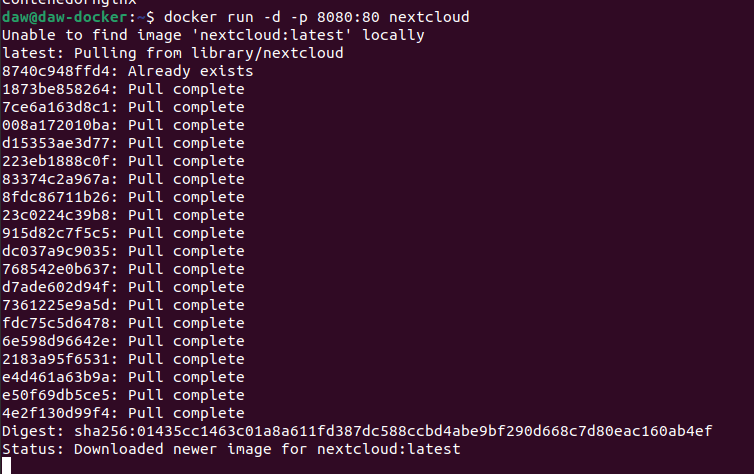 contenedornginx
daw@daw-docker:~$ docker run -d -p 8080:80 nextcloud
Unable to find image 'nextcloud:latest' locally
latest: Pulling from library/nextcloud
8740c948ffd4: Already exists
1873be858264: Pull complete
7ce6a163d8c1: Pull complete
008a172010ba: Pull complete
d15353ae3d77: Pull complete
223eb1888c0f: Pull complete
83374c2a967a: Pull complete
8fdc86711b26: Pull complete
23c0224c39b8: Pull complete
915d82c7f5c5: Pull complete
dc037a9c9035: Pull complete
768542e0b637: Pull complete
d7ade602d94f: Pull complete
7361225e9a5d: Pull complete
fdc75c5d6478: Pull complete
6e598d96642e: Pull complete
2183a95f6531: Pull complete
e4d461a63b9a: Pull complete
e50f69db5ce5: Pull complete
4e2f130d99f4: Pull complete
Digest: sha256:01435cc1463c01a8a611fd387dc588ccbd4abe9bf290d668c7d80eac160ab4ef
Status: Downloaded newer image for nextcloud:latest